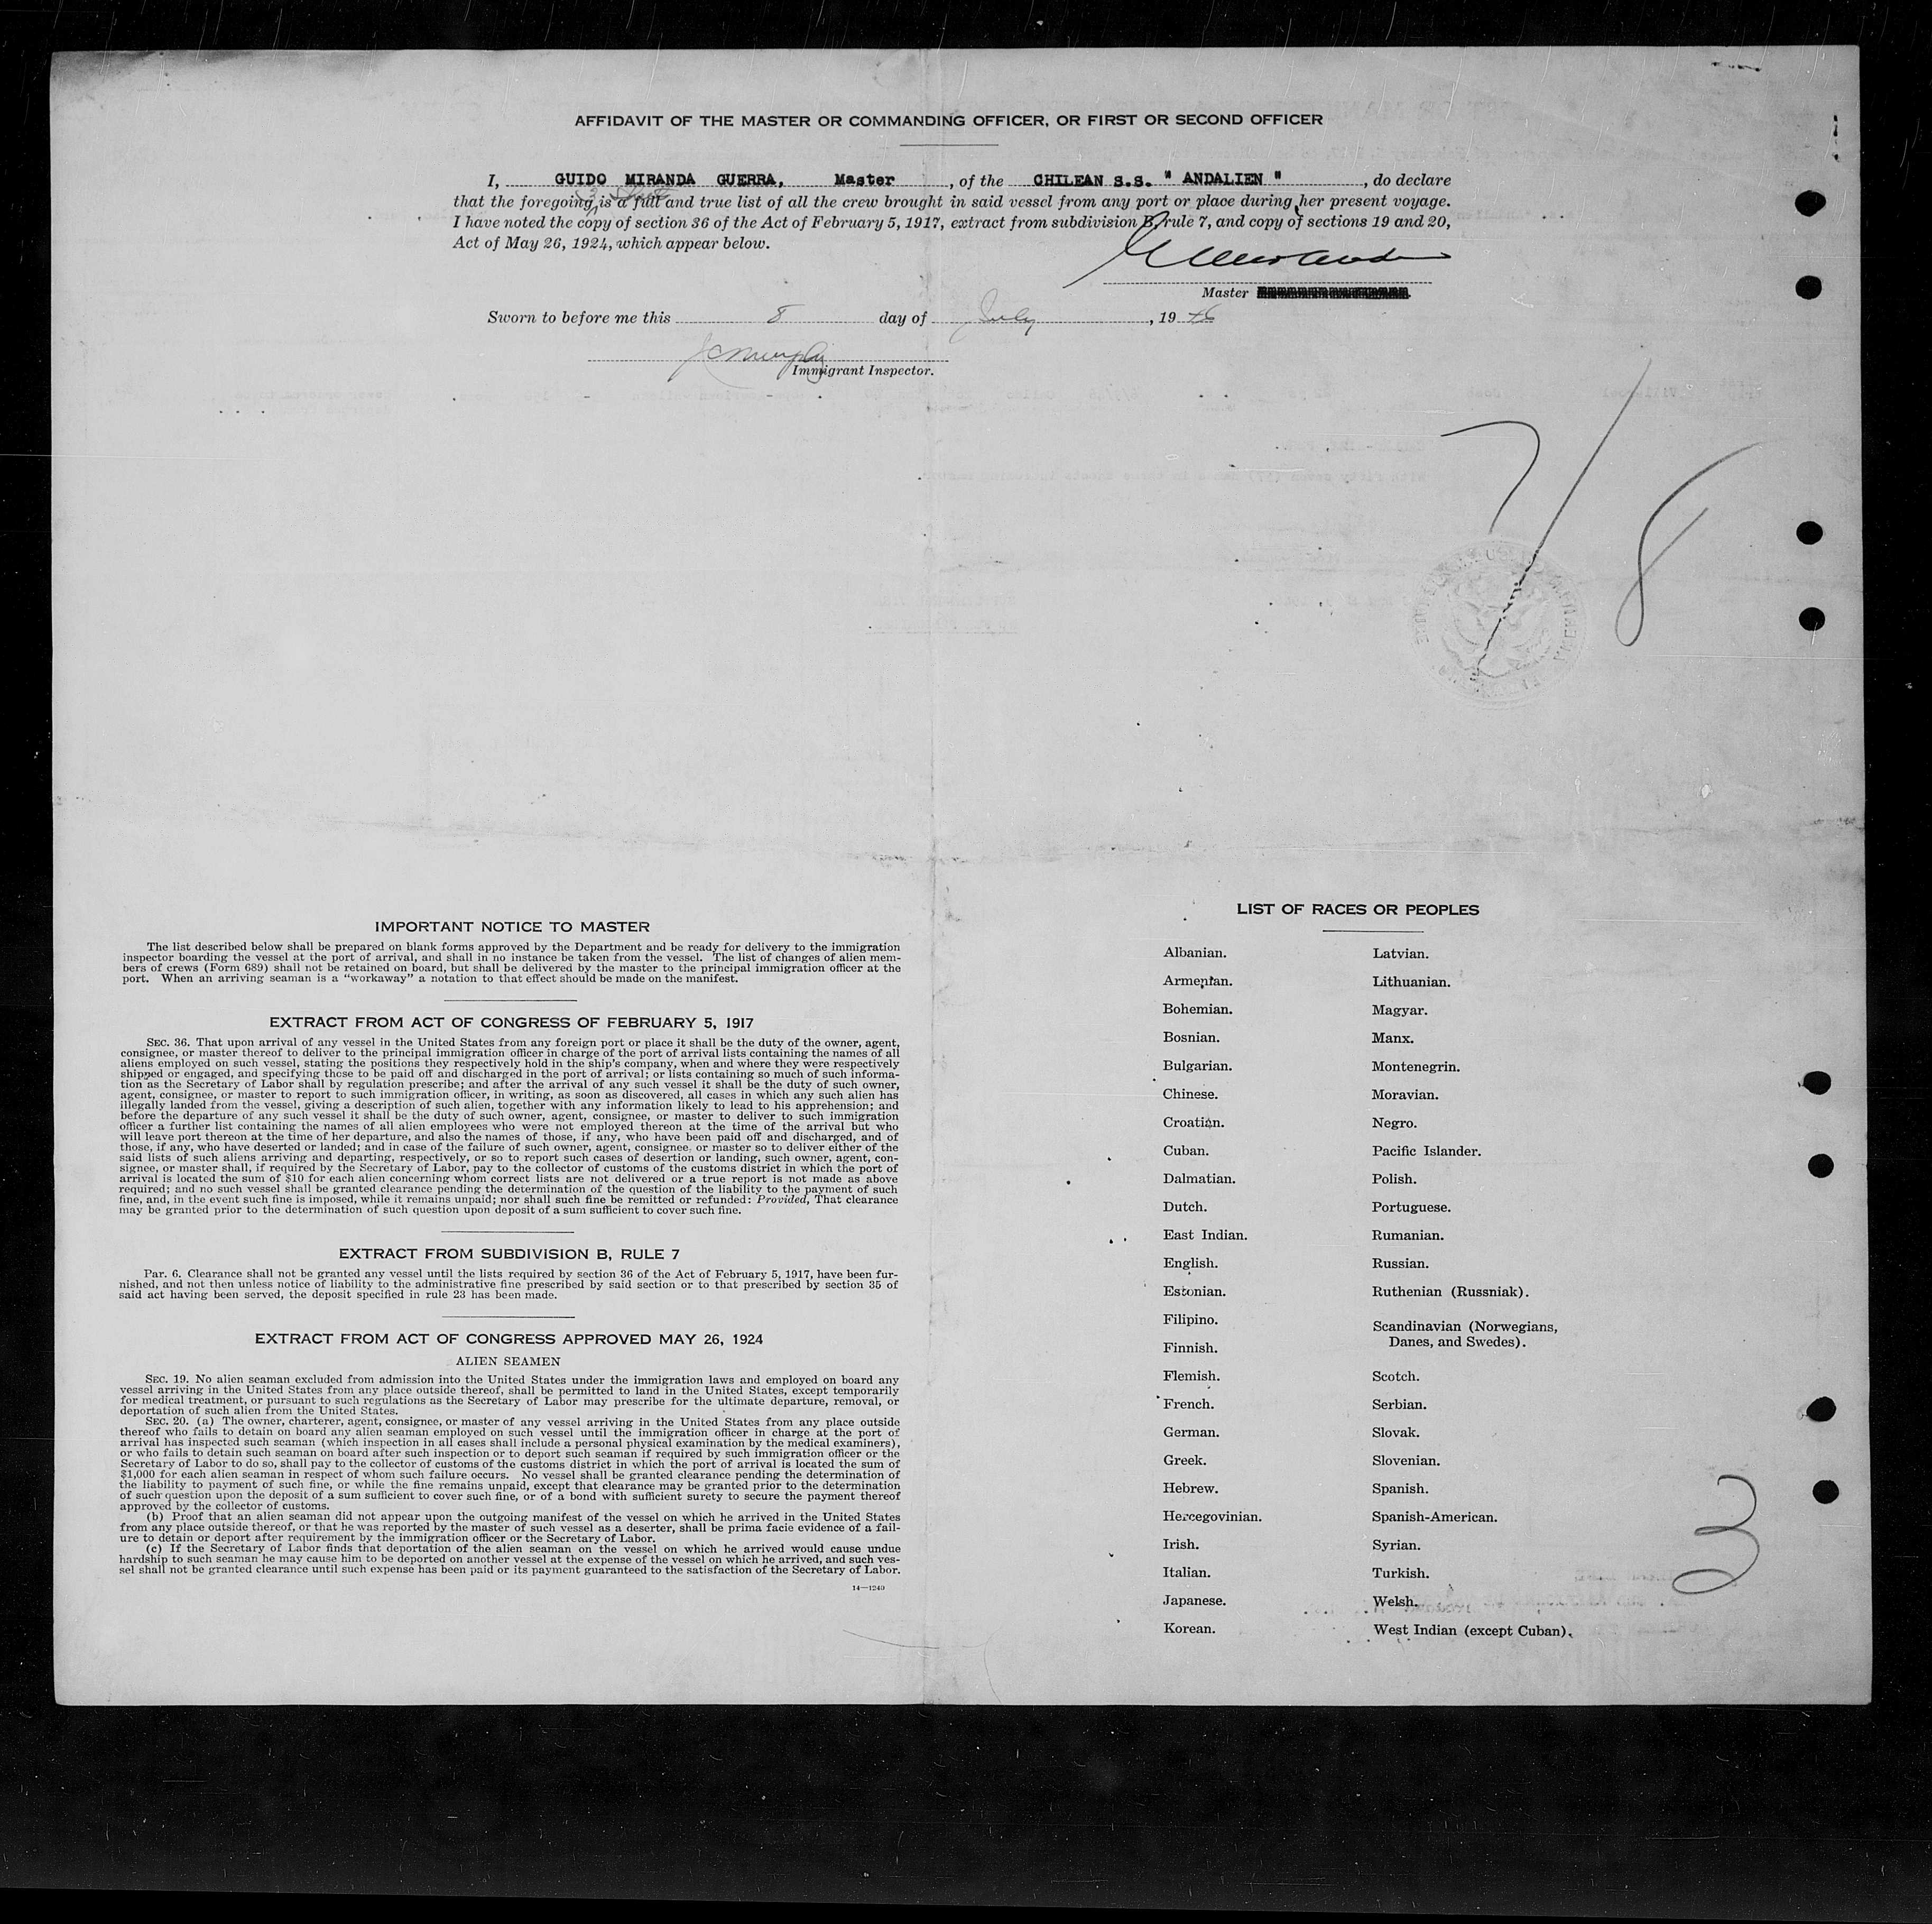 AFFIDAVIT OF THE MASTER OR COMMANDING OFFICER, OR FIRST OR SECOND OFFICER
I, GUIDO MIRANDA GUERRA, Master, of the CHILEAN S.S. " ANDALIEN ", do declare
that the foregoing is a full and true list of all the crew brought in said vessel from any port or place during her present voyage.
I have noted the copy of section 36 of the Act of February 5, 1917, extract from subdivision B, rule 7, and copy of sections 19 and 20,
Act of May 26, 1924, which appear below.
Master
Sworn to before me this 8 day of July, 1946
JC Murphy
Immigrant Inspector.
7/8
IMPORTANT NOTICE TO MASTER
The list described below shall be prepared on blank forms approved by the Department and be ready for delivery to the immigration
inspector boarding the vessel at the port of arrival, and shall in no instance be taken from the vessel. The list of changes of alien mem-
bers of crews (Form 689) shall not be retained on board, but shall be delivered by the master to the principal immigration officer at the
port. When an arriving seaman is a "workaway" a notation to that effect should be made on the manifest.
EXTRACT FROM ACT OF CONGRESS OF FEBRUARY 5, 1917
SEC. 36. That upon arrival of any vessel in the United States from any foreign port or place it shall be the duty of the owner, agent,
consignee, or master thereof to deliver to the principal immigration officer in charge of the port of arrival lists containing the names of all
aliens employed on such vessel, stating the positions they respectively hold in the ship's company, when and where they were respectively
shipped or engaged, and specifying those to be paid off and discharged in the port of arrival; or lists containing so much of such informa-
tion as the Secretary of Labor shall by regulation prescribe; and after the arrival of any such vessel it shall be the duty of such owner,
agent, consignee, or master to report to such immigration officer, in writing, as soon as discovered, all cases in which any such alien has
illegally landed from the vessel, giving a description of such alien, together with any information likely to lead to his apprehension; and
before the departure of any such vessel it shall be the duty of such owner, agent, consignee, or master to deliver to such immigration
officer a further list containing the names of all alien employees who were not employed thereon at the time of the arrival but who
will leave port thereon at the time of her departure, and also the names of those, if any, who have been paid off and discharged, and of
those, if any, who have deserted or landed; and in case of the failure of such owner, agent, consignee, or master so to deliver either of the
said lists of such aliens arriving and departing, respectively, or so to report such cases of desertion or landing, such owner, agent, con-
signee, or master shall, if required by the Secretary of Labor, pay to the collector of customs of the customs district in which the port of
arrival is located the sum of $10 for each alien concerning whom correct lists are not delivered or a true report is not made as above
required; and no such vessel shall be granted clearance pending the determination of the question of the liability to the payment of such
fine, and, in the event such fine is imposed, while it remains unpaid; nor shall such fine be remitted or refunded: Provided, That clearance
may be granted prior to the determination of such question upon deposit of a sum sufficient to cover such fine.
EXTRACT FROM SUBDIVISION B, RULE 7
Par. 6. Clearance shall not be granted any vessel until the lists required by section 36 of the Act of February 5, 1917, have been fur-
nished, and not then unless notice of liability to the administrative fine prescribed by said section or to that prescribed by section 35 of
said act having been served, the deposit specified in rule 23 has been made.
EXTRACT FROM ACT OF CONGRESS APPROVED MAY 26, 1924
ALIEN SEAMEN
SEC. 19. No alien seaman excluded from admission into the United States under the immigration laws and employed on board any
vessel arriving in the United States from any place outside thereof, shall be permitted to land in the United States, except temporarily
for medical treatment, or pursuant to such regulations as the Secretary of Labor may prescribe for the ultimate departure, removal, or
deportation of such alien from the United States.
SEC. 20. (a) The owner, charterer, agent, consignee, or master of any vessel arriving in the United States from any place outside
thereof who fails to detain on board any alien seaman employed on such vessel until the immigration officer in charge at the port of
arrival has inspected such seaman (which inspection in all cases shall include a personal physical examination by the medical examiners),
or who fails to detain such seaman on board after such inspection or to deport such seaman if required by such immigration officer or the
Secretary of Labor to do so, shall pay to the collector of customs of the customs district in which the port of arrival is located the sum of
$1,000 for each alien seaman in respect of whom such failure occurs. No vessel shall be granted clearance pending the determination of
the liability to payment of such fine, or while the fine remains unpaid, except that clearance may be granted prior to the determination
of such question upon the deposit of a sum sufficient to cover such fine, or of a bond with sufficient surety to secure the payment thereof
approved by the collector of customs.
(b) Proof that an alien seaman did not appear upon the outgoing manifest of the vessel on which he arrived in the United States
from any place outside thereof, or that he was reported by the master of such vessel as a deserter, shall be prima facie evidence of a fail-
ure to detain or deport after requirement by the immigration officer or the Secretary of Labor.
(c) If the Secretary of Labor finds that deportation of the alien seaman on the vessel on which he arrived would cause undue
hardship to such seaman he may cause him to be deported on another vessel at the expense of the vessel on which he arrived, and such ves-
sel shall not be granted clearance until such expense has been paid or its payment guaranteed to the satisfaction of the Secretary of Labor.
14—1240
LIST OF RACES OR PEOPLES
Albanian.
Armenian.
Bohemian.
Bosnian.
Bulgarian.
Chinese.
Croatian.
Cuban.
Dalmatian.
Dutch.
East Indian.
English.
Estonian.
Filipino.
Finnish.
Flemish.
French.
German.
Greek.
Hebrew.
Hercegovinian.
Irish.
Italian.
Japanese.
Korean.
Latvian.
Lithuanian.
Magyar.
Manx.
Montenegrin.
Moravian.
Negro.
Pacific Islander.
Polish.
Portuguese.
Rumanian.
Russian.
Ruthenian (Russniak).
Scandinavian (Norwegians,
Danes, and Swedes).
Scotch.
Serbian.
Slovak.
Slovenian.
Spanish.
Spanish-American.
Syrian.
Turkish.
Welsh.
West Indian (except Cuban).
3